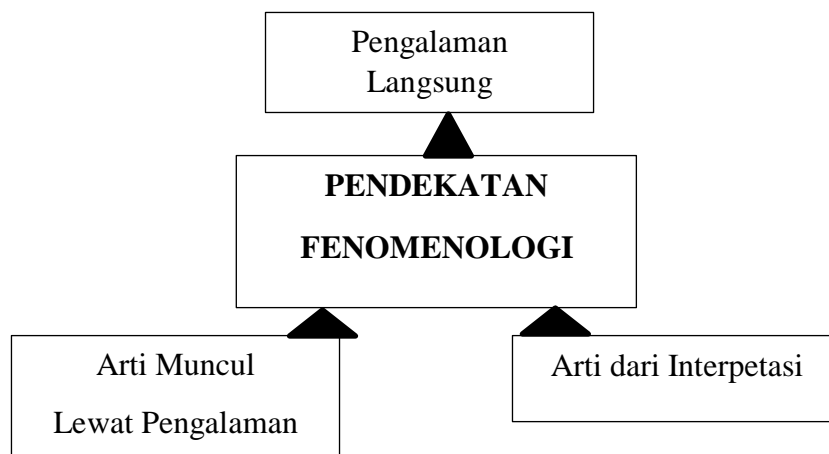 Pengalaman
Langsung
PENDEKATAN
FENOMENOLOGI
Arti Muncul
Lewat Pengalaman
Arti dari Interpetasi